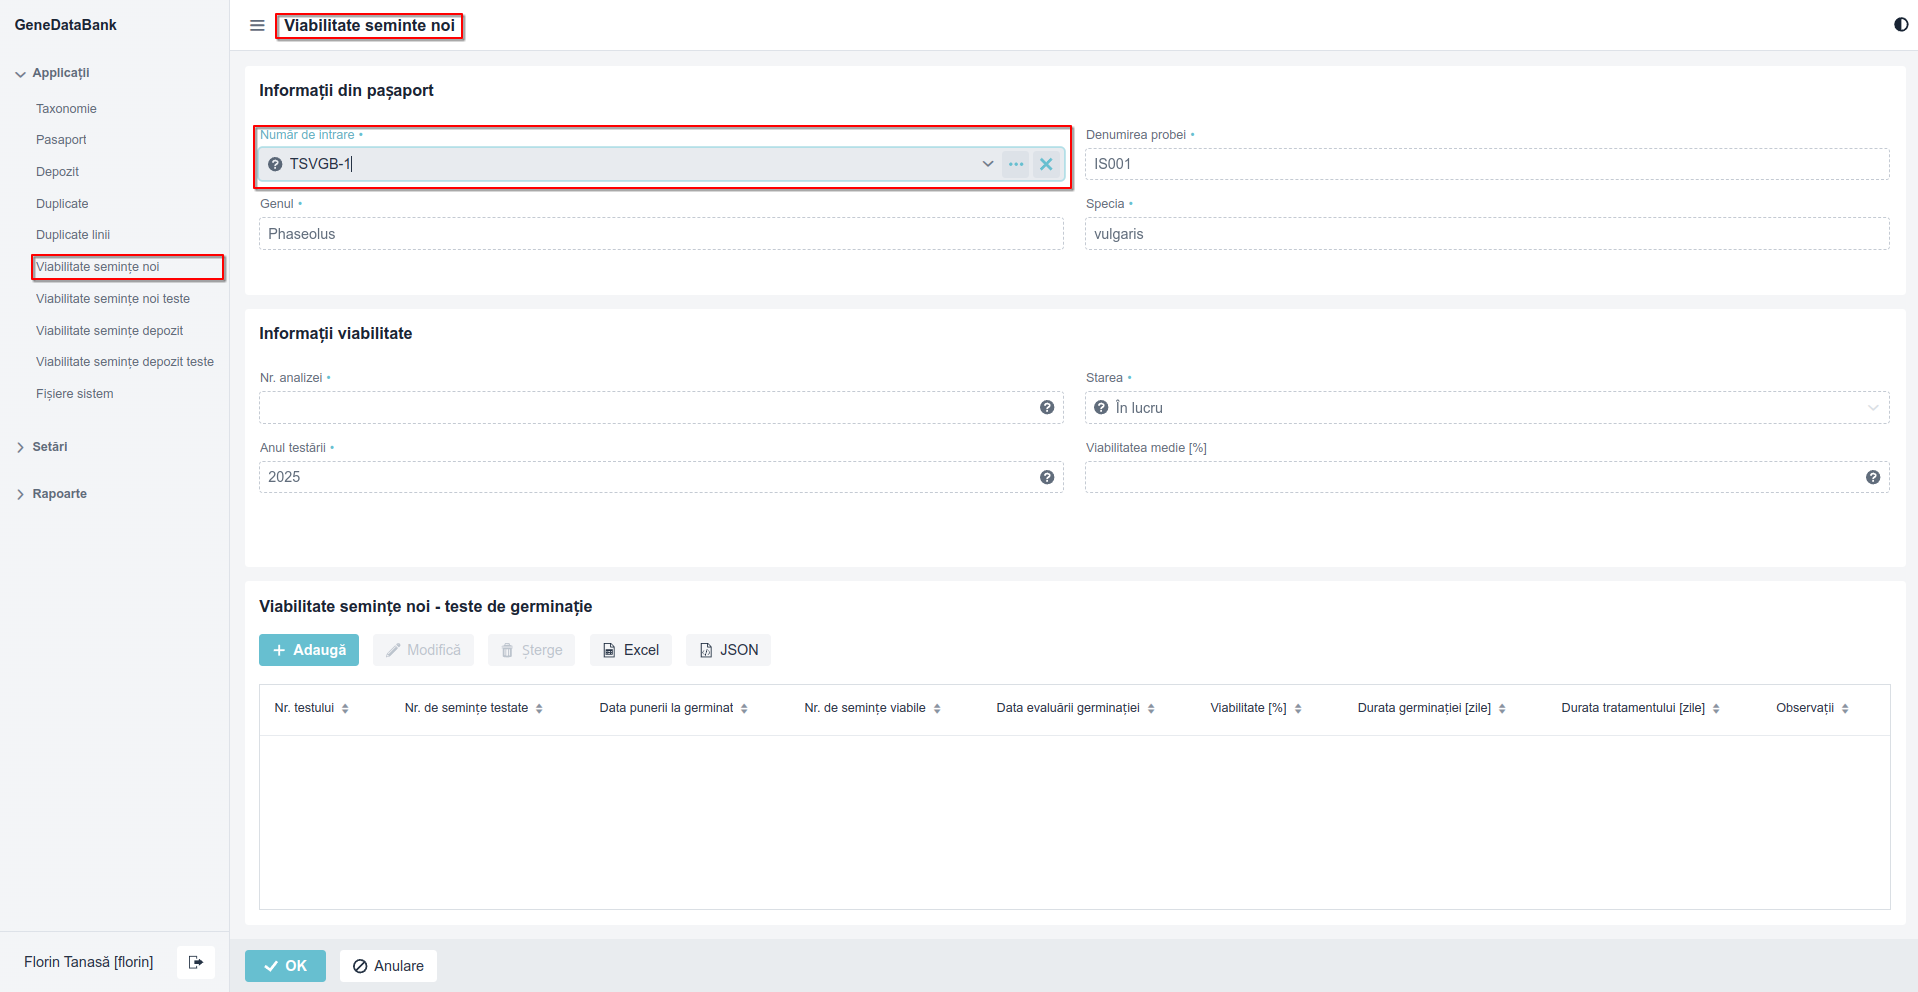 GeneDataBank
Viabilitate seminte noi
Applicații
Taxonomie
Pasaport
Depozit
Duplicate
Duplicate linii
Viabilitate semințe noi
Viabilitate semințe noi teste
Viabilitate semințe depozit
Viabilitate semințe depozit teste
Fișiere sistem
Setări
Rapoarte
Florin Tanasă [florin]
Informații din pașaport
Număr de intrare •
TSVGB-1
Denumirea probei •
IS001
Genul •
Phaseolus
Specia •
vulgaris
Informații viabilitate
Nr. analizei •
Starea •
În lucru
Anul testării •
2025
Viabilitatea medie [%]
Viabilitate semințe noi - teste de germinație
Adaugă Modifică Șterge Excel JSON
Nr. testului Nr. de semințe testate Data punerii la germinat Nr. de semințe viabile Data evaluării germinației Viabilitate [%] Durata germinației [zile] Durata tratamentului [zile] Observații
OK Anulare